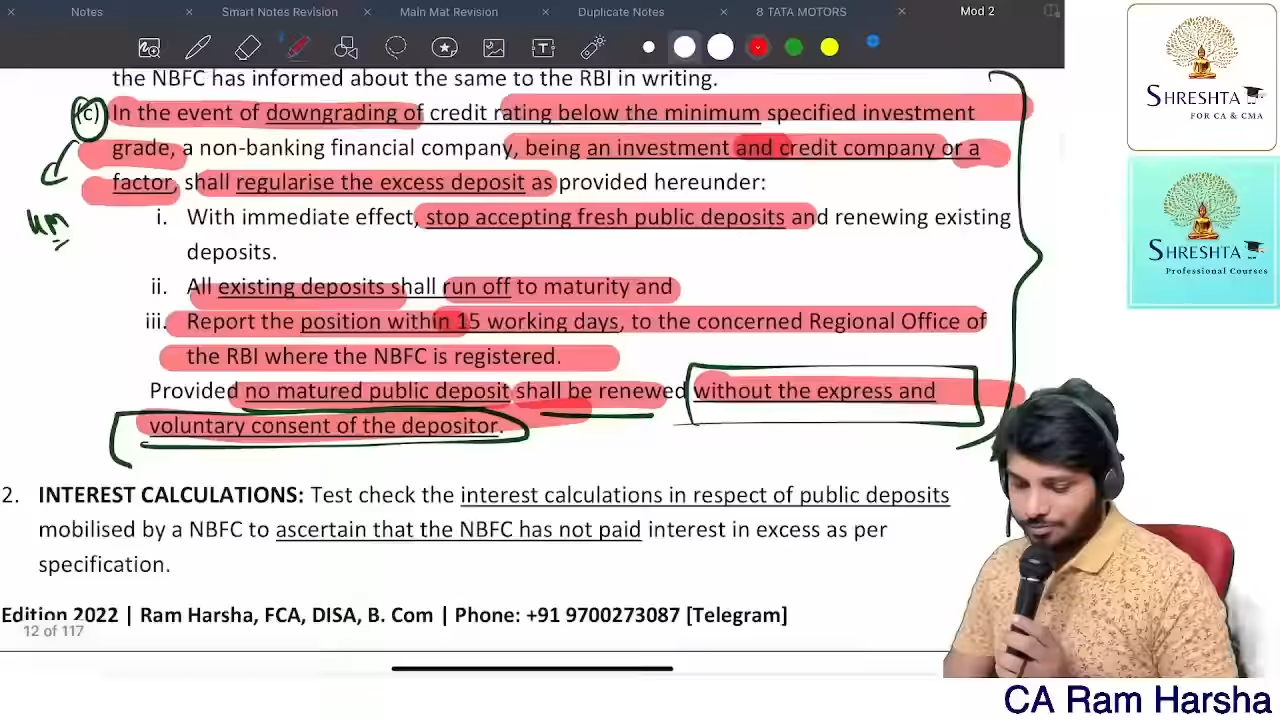 Notes
Smart Notes Revision
Main Mat Revision
Duplicate Notes
8 TATA MOTORS
Mod 2
the NBFC has informed about the same to the RBI in writing.
(c) In the event of downgrading of credit rating below the minimum specified investment
grade, a non-banking financial company, being an investment and credit company or a
factor, shall regularise the excess deposit as provided hereunder:
4m
i. With immediate effect, stop accepting fresh public deposits and renewing existing
deposits.
ii. All existing deposits shall run off to maturity and
iii. Report the position within 15 working days, to the concerned Regional Office of
the RBI where the NBFC is registered.
Provided no matured public deposit shall be renewed without the express and
voluntary consent of the depositor.
2. INTEREST CALCULATIONS: Test check the interest calculations in respect of public deposits
mobilised by a NBFC to ascertain that the NBFC has not paid interest in excess as per
specification.
Edition 2022 | Ram Harsha, FCA, DISA, B. Com | Phone: +91 9700273087 [Telegram]
12 of 117
SHRESHTA
FOR CA & CMA
SHRESHTA
Professional Courses
CA Ram Harsha